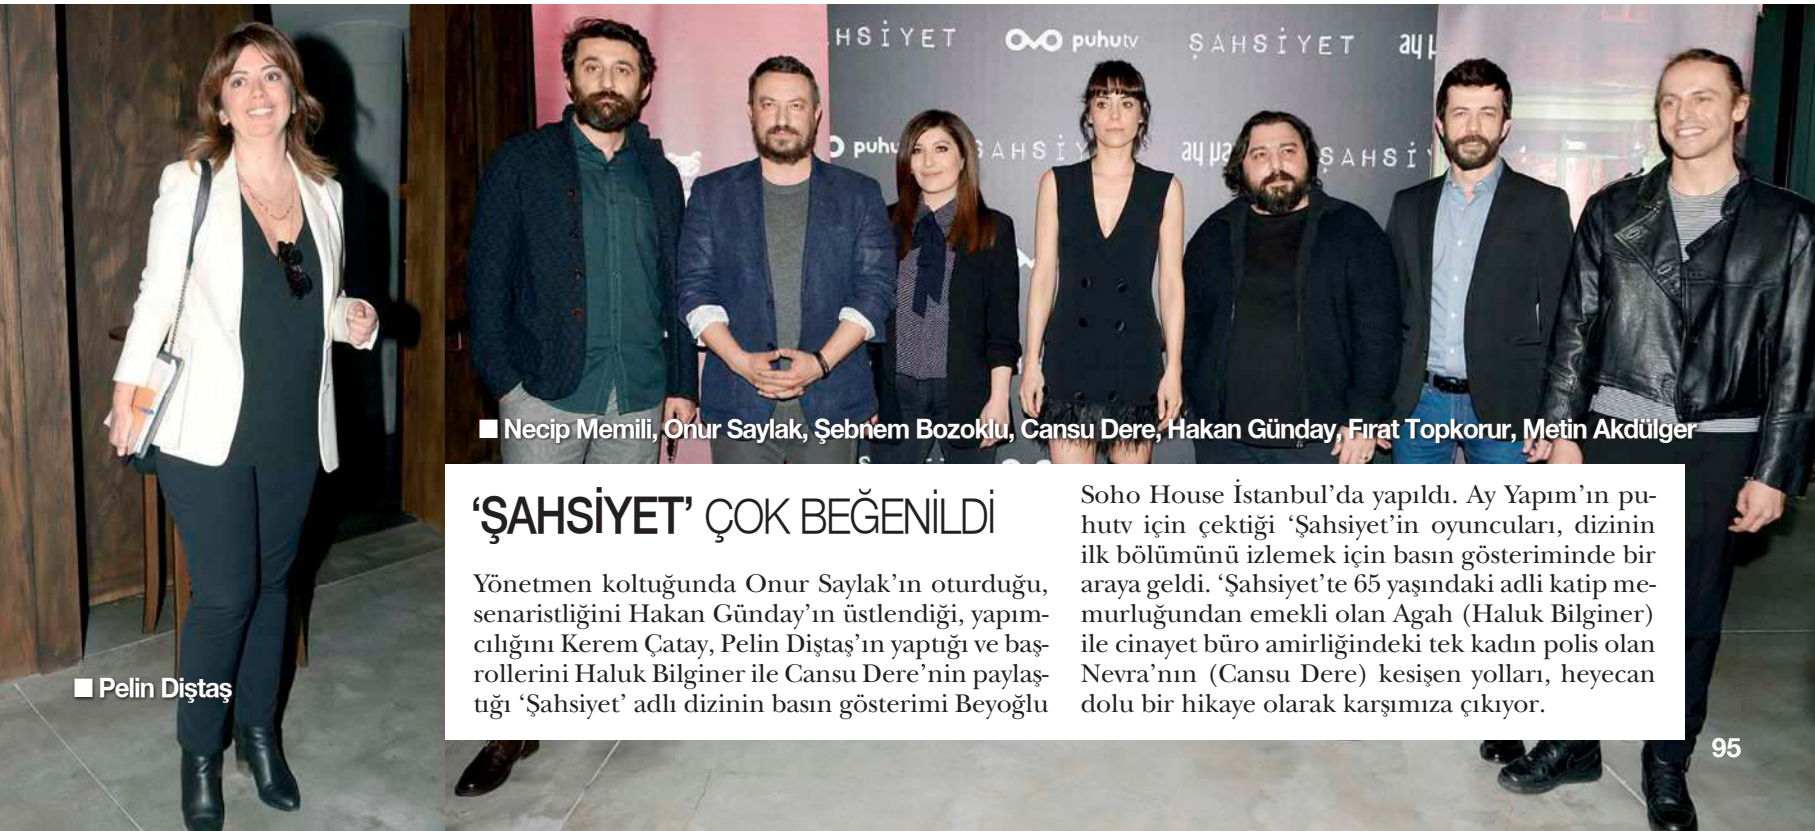 HSİYET
puhutv
ŞAHSİYET
ay
puhu
ŞAHSİY
ay ya
ŞAHSİY
■ Necip Memili, Onur Saylak, Şebnem Bozoklu, Cansu Dere, Hakan Günday, Fırat Topkorur, Metin Akdülger
■ Pelin Diştaş
‘ŞAHSİYET’ ÇOK BEĞENİLDİ
Yönetmen koltuğunda Onur Saylak’ın oturduğu,
senaristliğini Hakan Günday’ın üstlendiği, yapım-
cılığını Kerem Çatay, Pelin Diştaş’ın yaptığı ve baş-
rollerini Haluk Bilginer ile Cansu Dere’nin paylaş-
tığı ‘Şahsiyet’ adlı dizinin basın gösterimi Beyoğlu
Soho House İstanbul’da yapıldı. Ay Yapım’ın pu-
hutv için çektiği ‘Şahsiyet’in oyuncuları, dizinin
ilk bölümünü izlemek için basın gösteriminde bir
araya geldi. ‘Şahsiyet’te 65 yaşındaki adli katip me-
murluğundan emekli olan Agah (Haluk Bilginer)
ile cinayet büro amirliğindeki tek kadın polis olan
Nevra’nın (Cansu Dere) kesişen yolları, heyecan
dolu bir hikaye olarak karşımıza çıkıyor.
95